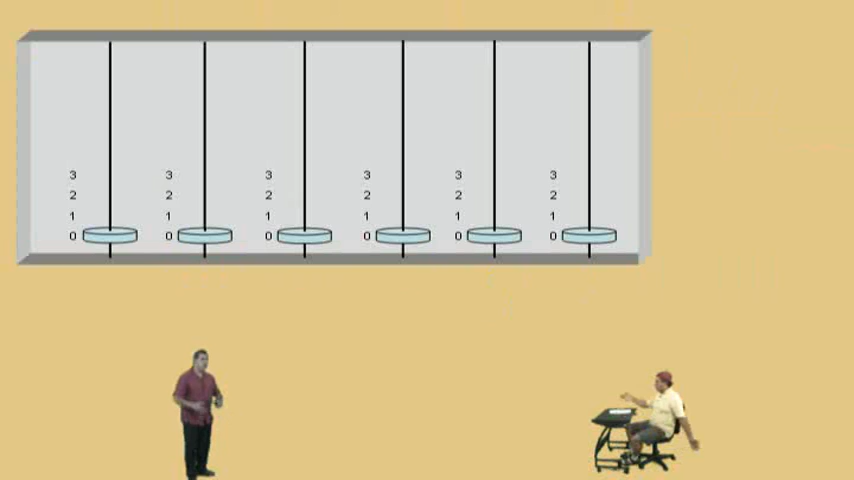 3 3 3 3 3 3
2 2 2 2 2 2
1 1 1 1 1 1
0 0 0 0 0 0